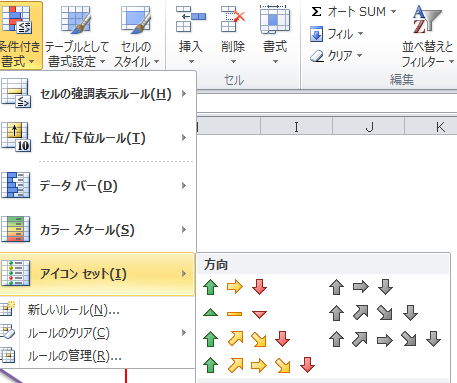 条件付き
書式
テーブルとして
書式設定
セルの
スタイル
挿入
削除
書式
セル
Σ オート SUM
フィル
クリア
並べ替えと
フィルター
編集
セルの強調表示ルール(H)
上位/下位ルール(T)
データ バー(D)
カラー スケール(S)
アイコン セット(I)
新しいルール(N)...
ルールのクリア(C)
ルールの管理(R)...
I
J
K
方向